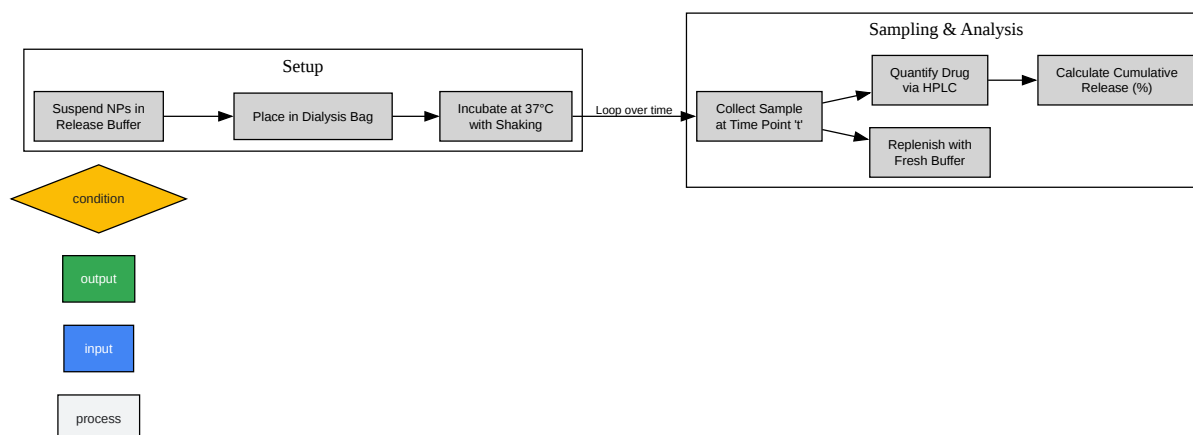 Setup
Suspend NPs in
Release Buffer
Place in Dialysis Bag
Incubate at 37°C
with Shaking
Loop over time
Sampling & Analysis
Collect Sample
at Time Point 't'
Quantify Drug
via HPLC
Calculate Cumulative
Release (%)
Replenish with
Fresh Buffer
condition
output
input
process